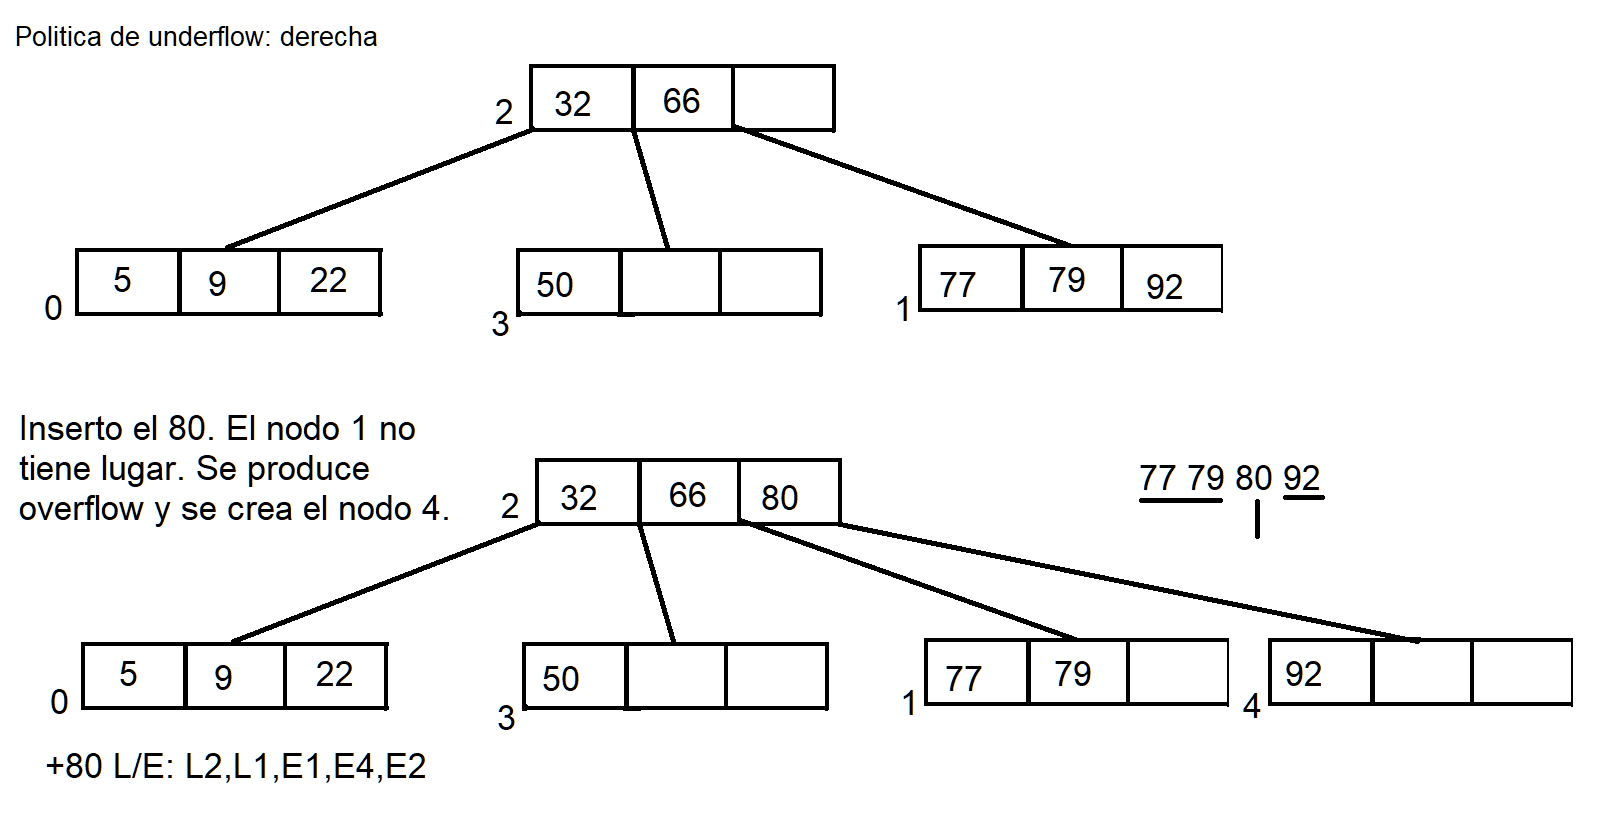 Politica de underflow: derecha
2 32 66
0 5 9 22
3 50
1 77 79 92
Inserto el 80. El nodo 1 no
tiene lugar. Se produce
overflow y se crea el nodo 4.
2 32 66 80
77 79 80 92
0 5 9 22
3 50
1 77 79
4 92
+80 L/E: L2,L1,E1,E4,E2